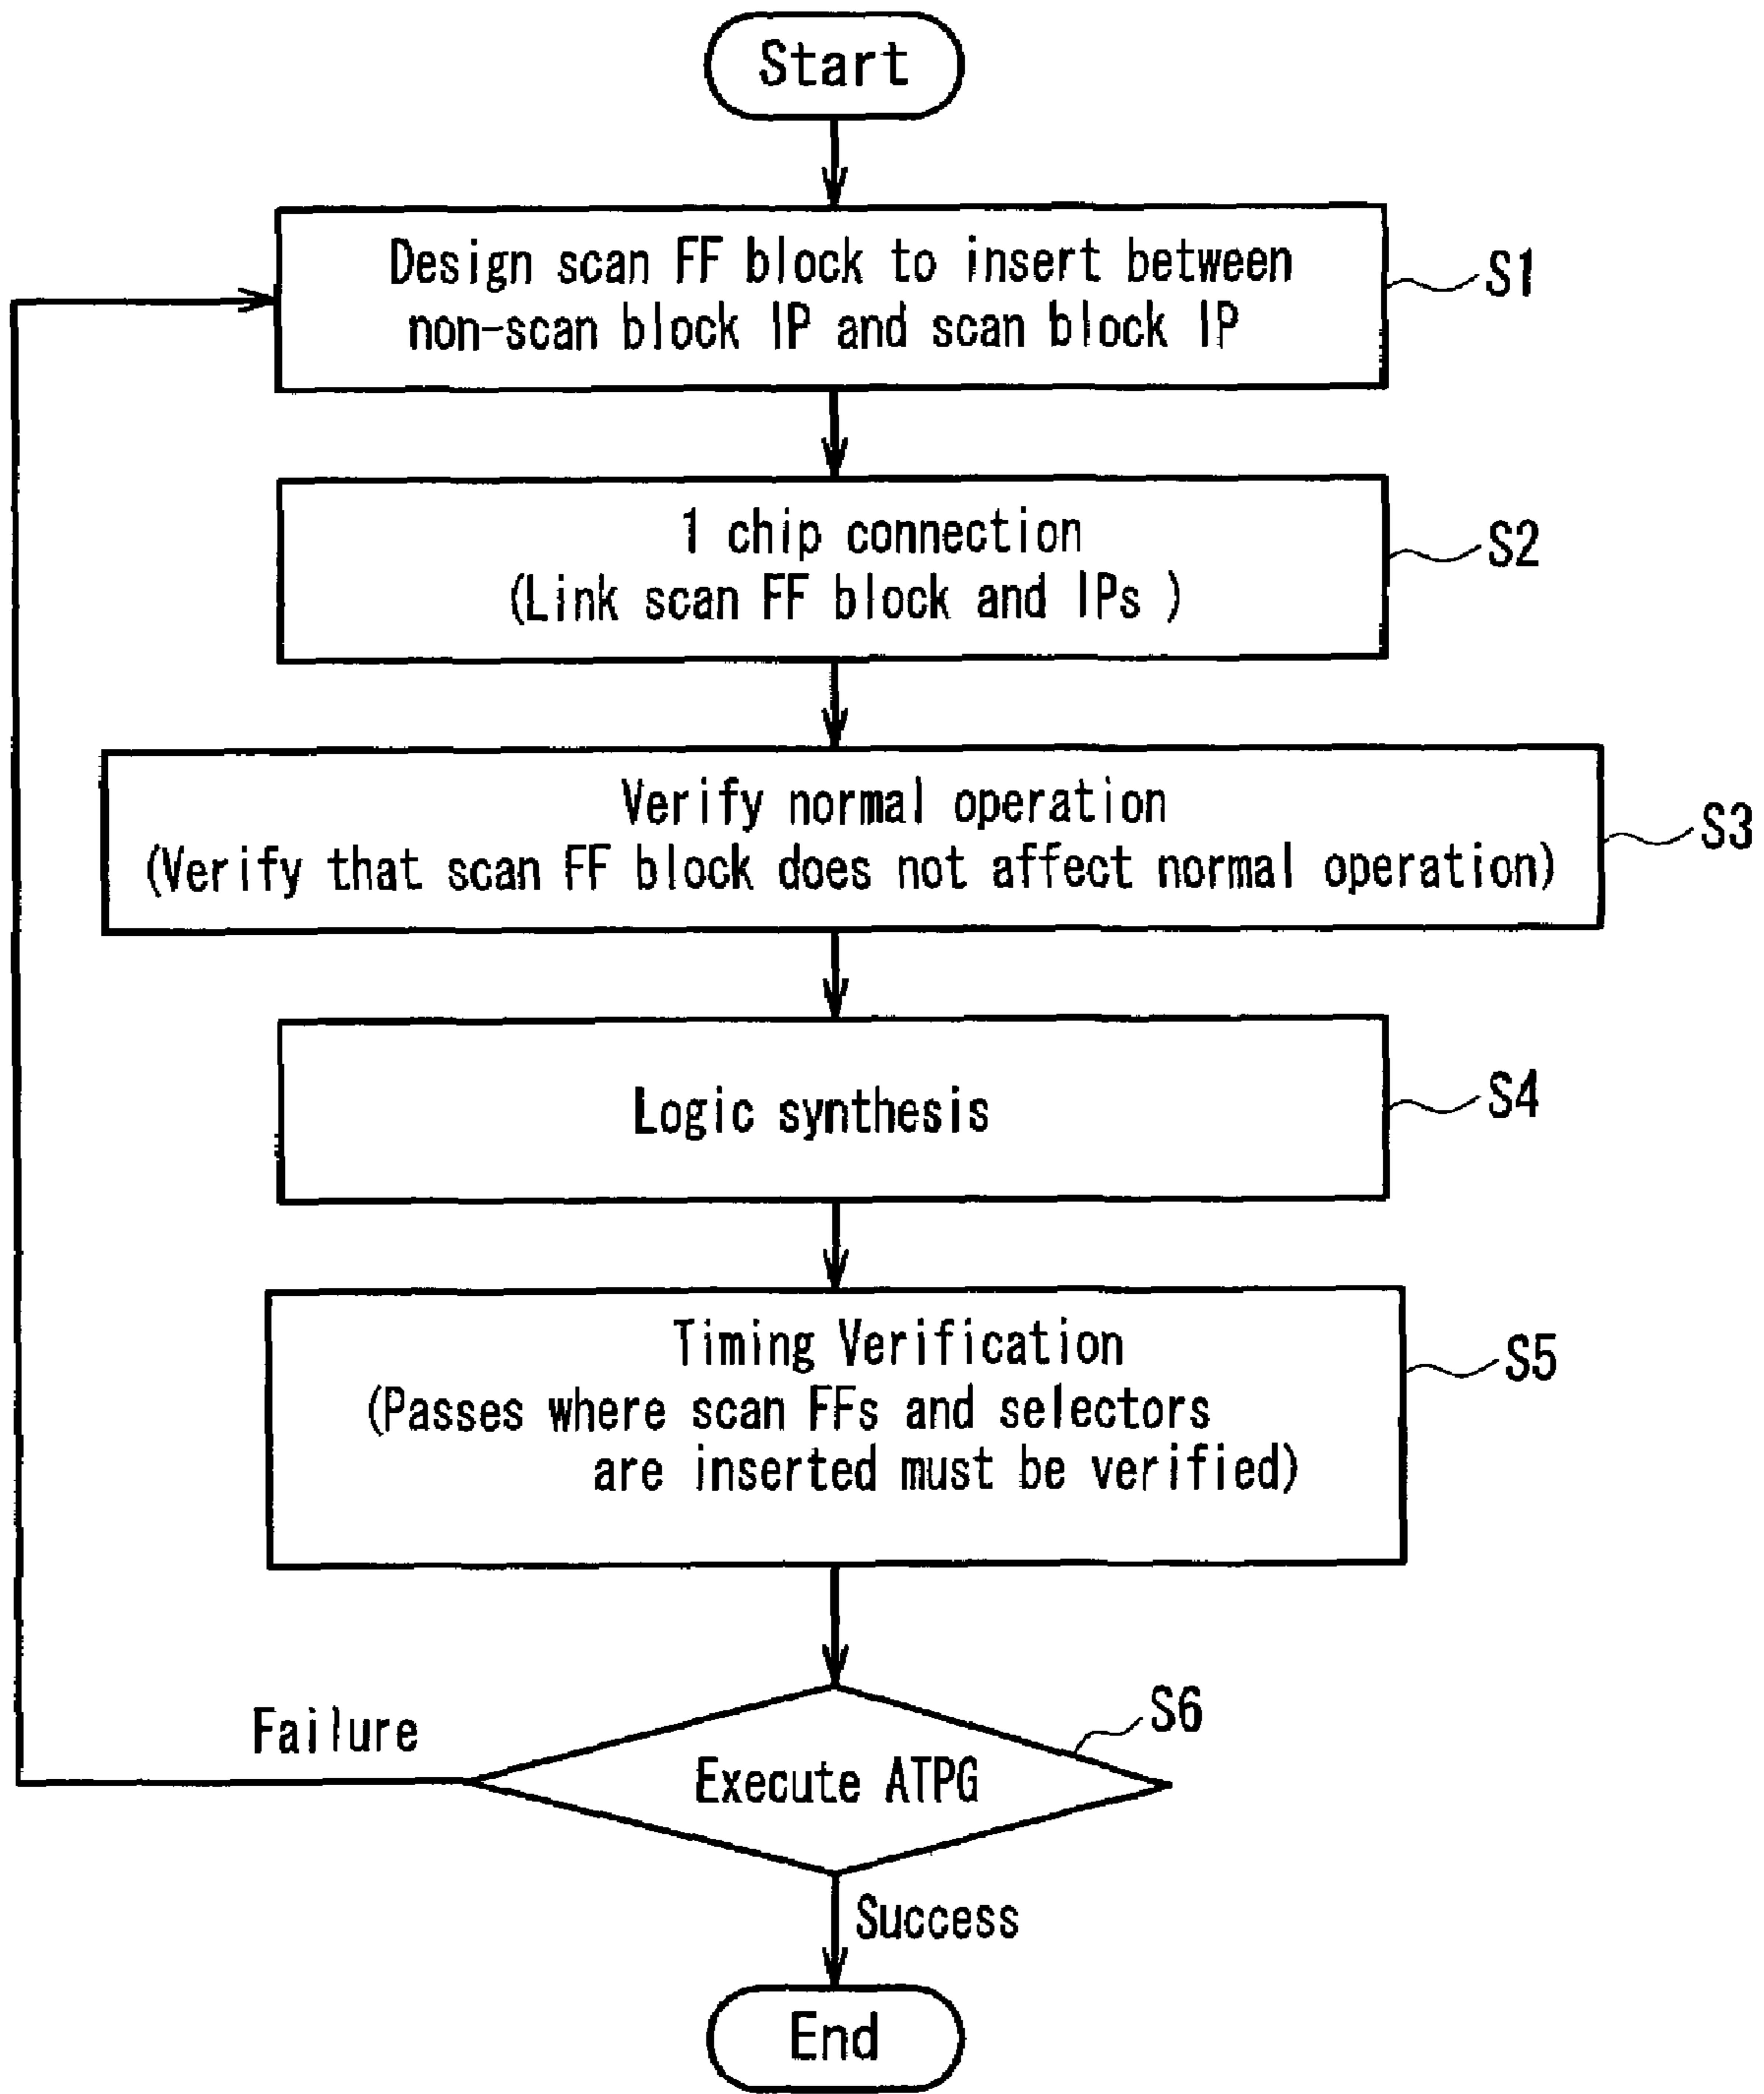 Start
Design scan FF block to insert between
non-scan block IP and scan block IP
S1
1 chip connection
(Link scan FF block and IPs )
S2
Verify normal operation
(Verify that scan FF block does not affect normal operation)
S3
Logic synthesis
S4
Timing Verification
(Passes where scan FFs and selectors
are inserted must be verified)
S5
Failure
S6
Execute ATPG
Success
End